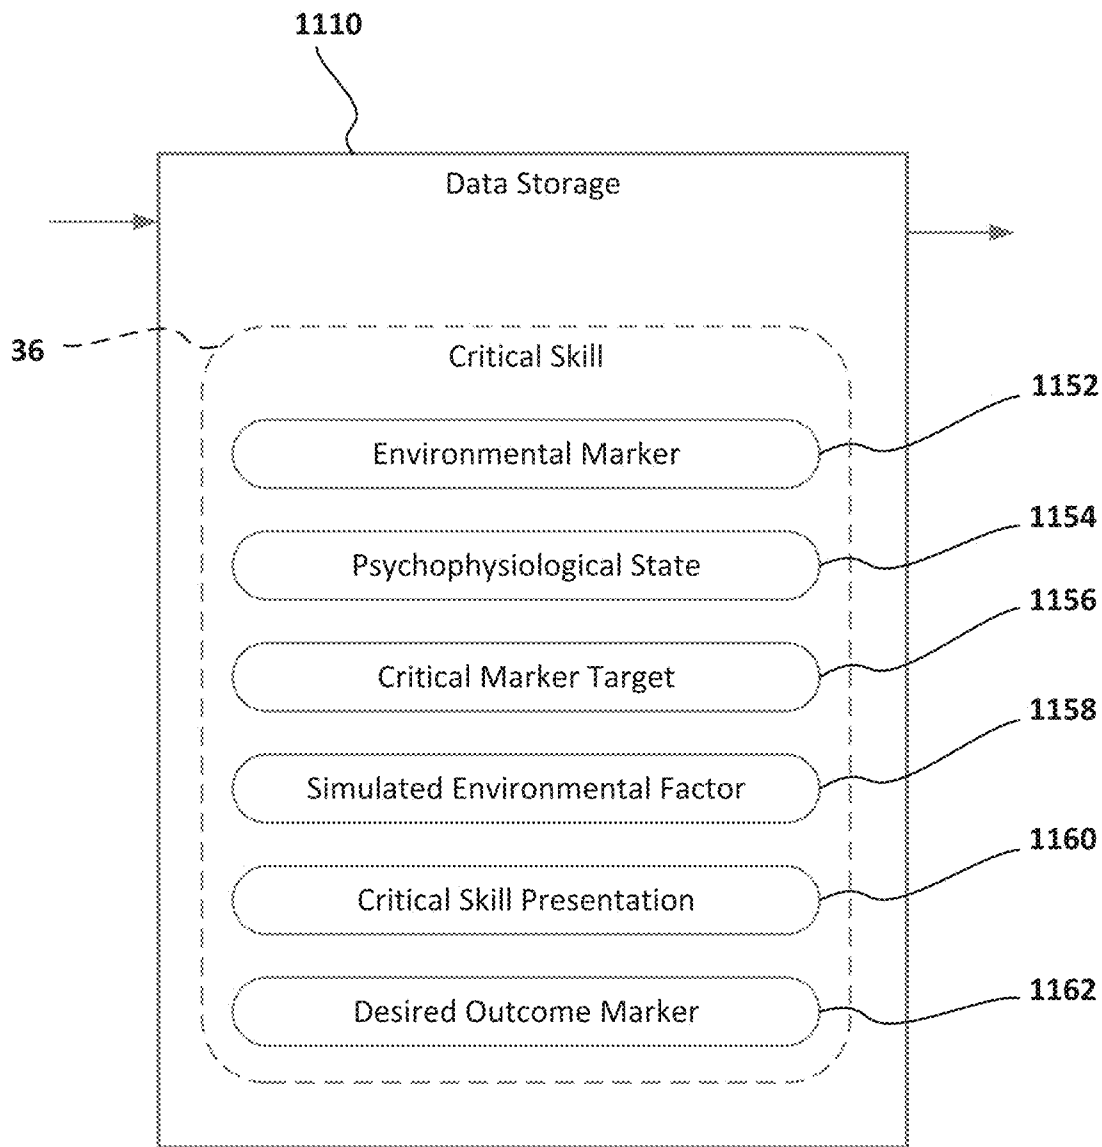 1110
Data Storage
36
Critical Skill
1152
Environmental Marker
1154
Psychophysiological State
1156
Critical Marker Target
1158
Simulated Environmental Factor
1160
Critical Skill Presentation
1162
Desired Outcome Marker